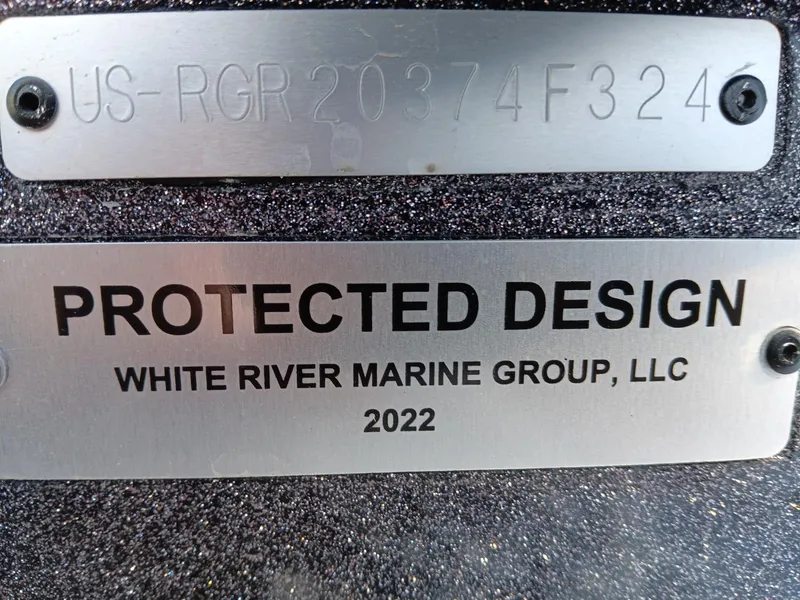 US-RGR20374F324
PROTECTED DESIGN
WHITE RIVER MARINE GROUP, LLC
2022